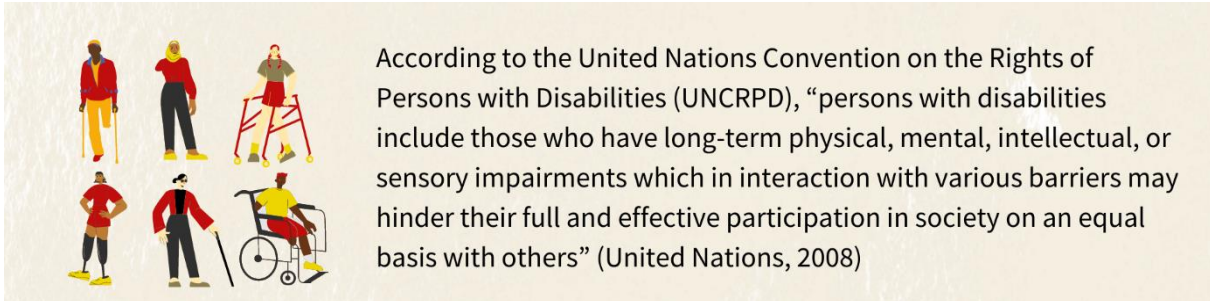 According to the United Nations Convention on the Rights of
Persons with Disabilities (UNCRPD), “persons with disabilities
include those who have long-term physical, mental, intellectual, or
sensory impairments which in interaction with various barriers may
hinder their full and effective participation in society on an equal
basis with others” (United Nations, 2008)